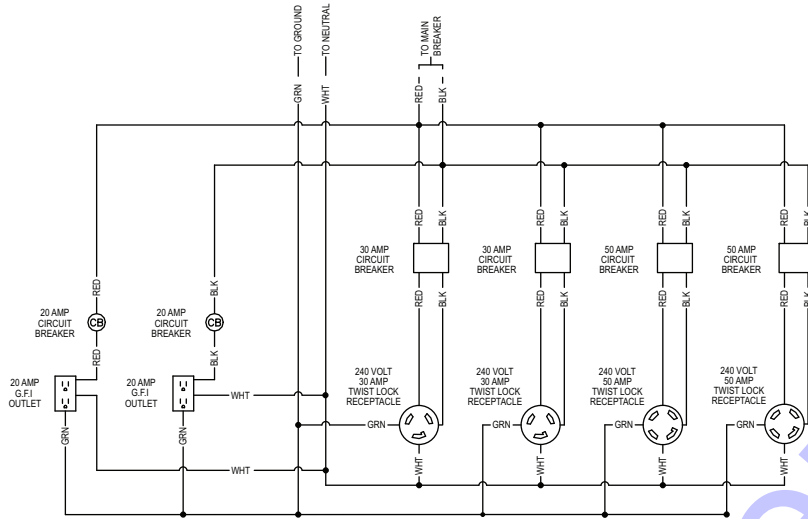 TO GROUND
TO NEUTRAL
TO MAIN
BREAKER
GRN
WHT
RED
BLK
RED
BLK
RED
BLK
RED
BLK
RED
BLK
30 AMP
CIRCUIT
BREAKER
30 AMP
CIRCUIT
BREAKER
50 AMP
CIRCUIT
BREAKER
50 AMP
CIRCUIT
BREAKER
RED
BLK
RED
BLK
RED
BLK
RED
BLK
RED
BLK
20 AMP
CIRCUIT
BREAKER
CB
20 AMP
CIRCUIT
BREAKER
CB
RED
BLK
20 AMP
G.F.I
OUTLET
20 AMP
G.F.I
OUTLET
240 VOLT
30 AMP
TWIST LOCK
RECEPTACLE
240 VOLT
30 AMP
TWIST LOCK
RECEPTACLE
240 VOLT
50 AMP
TWIST LOCK
RECEPTACLE
240 VOLT
50 AMP
TWIST LOCK
RECEPTACLE
WHT
GRN
GRN
GRN
GRN
GRN
GRN
WHT
WHT
WHT
WHT
WHT